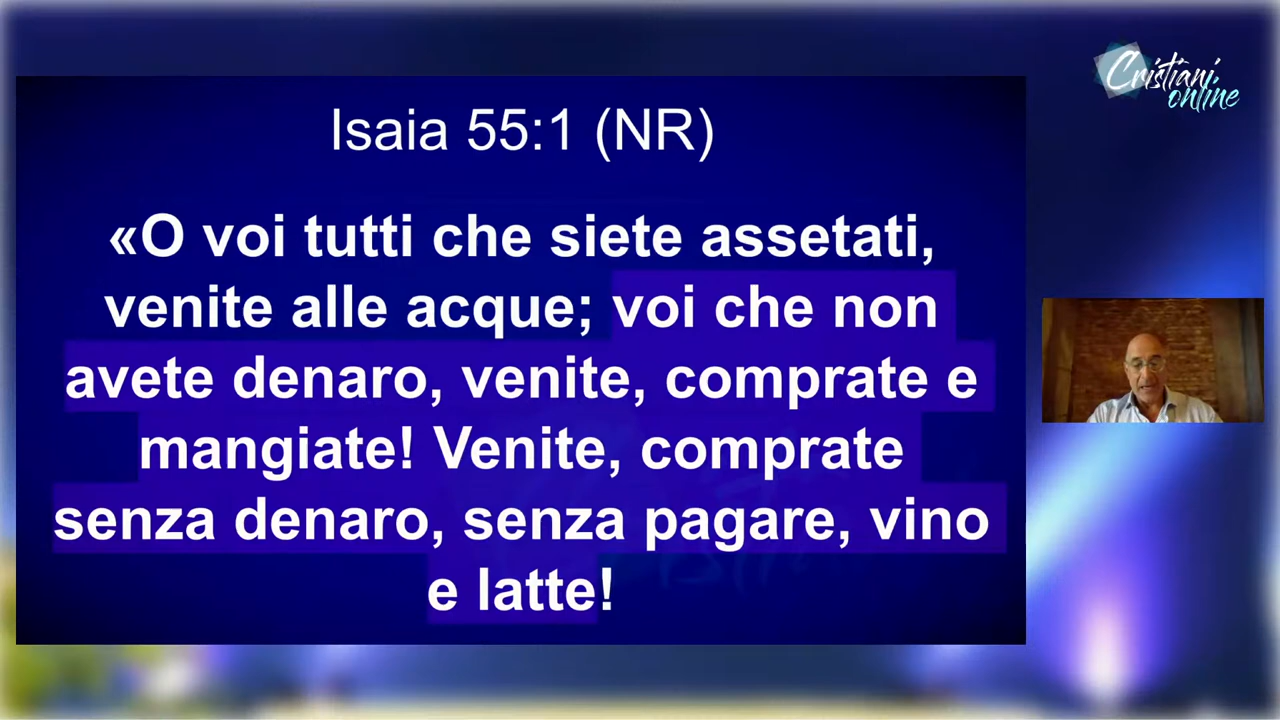 Isaia 55:1 (NR)
«O voi tutti che siete assetati,
venite alle acque; voi che non
avete denaro, venite, comprate e
mangiate! Venite, comprate
senza denaro, senza pagare, vino
e latte!
Cristiani
online